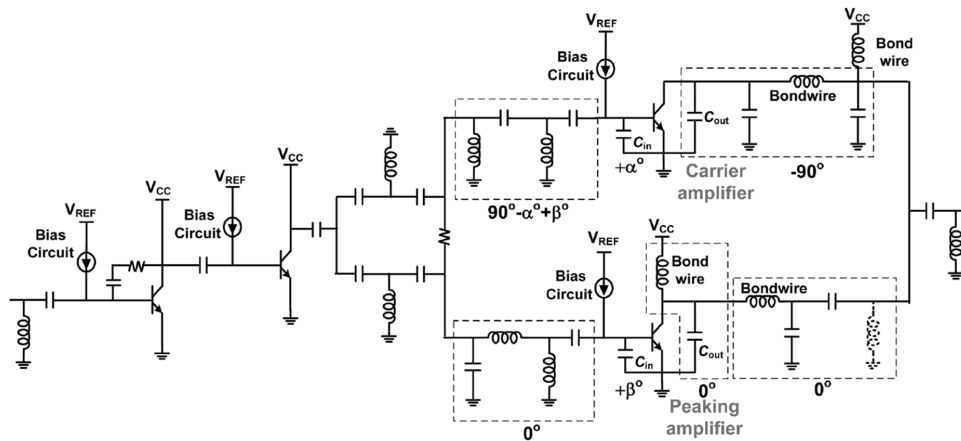 VREF
Bias
Circuit
VCC
VREF
Bias
Circuit
VCC
90°-α°+β°
0°
VREF
Bias
Circuit
Cin
+α°
Cout
Bondwire
VCC
Bond
wire
-90°
Carrier
amplifier
VREF
Bias
Circuit
Cin
+β°
VCC
Bond
wire
Cout
0°
Bondwire
0°
Peaking
amplifier